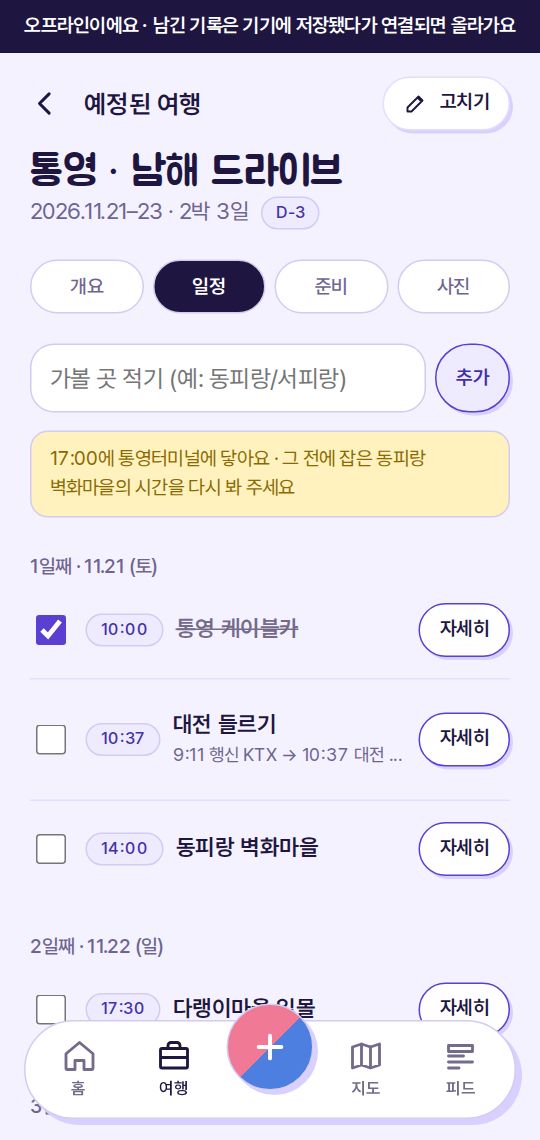 오프라인이에요 · 남긴 기록은 기기에 저장됐다가 연결되면 올라가요
예정된 여행
고치기
통영 · 남해 드라이브
2026.11.21–23 · 2박 3일
D-3
개요
일정
준비
사진
가볼 곳 적기 (예: 동피랑/서피랑)
추가
17:00에 통영터미널에 닿아요 · 그 전에 잡은 동피랑
벽화마을의 시간을 다시 봐 주세요
1일째 · 11.21 (토)
10:00
통영 케이블카
자세히
10:37
대전 들르기
9:11 행신 KTX → 10:37 대전 ...
자세히
14:00
동피랑 벽화마을
자세히
2일째 · 11.22 (일)
17:30
다랭이마을 일몰
자세히
홈
여행
지도
피드